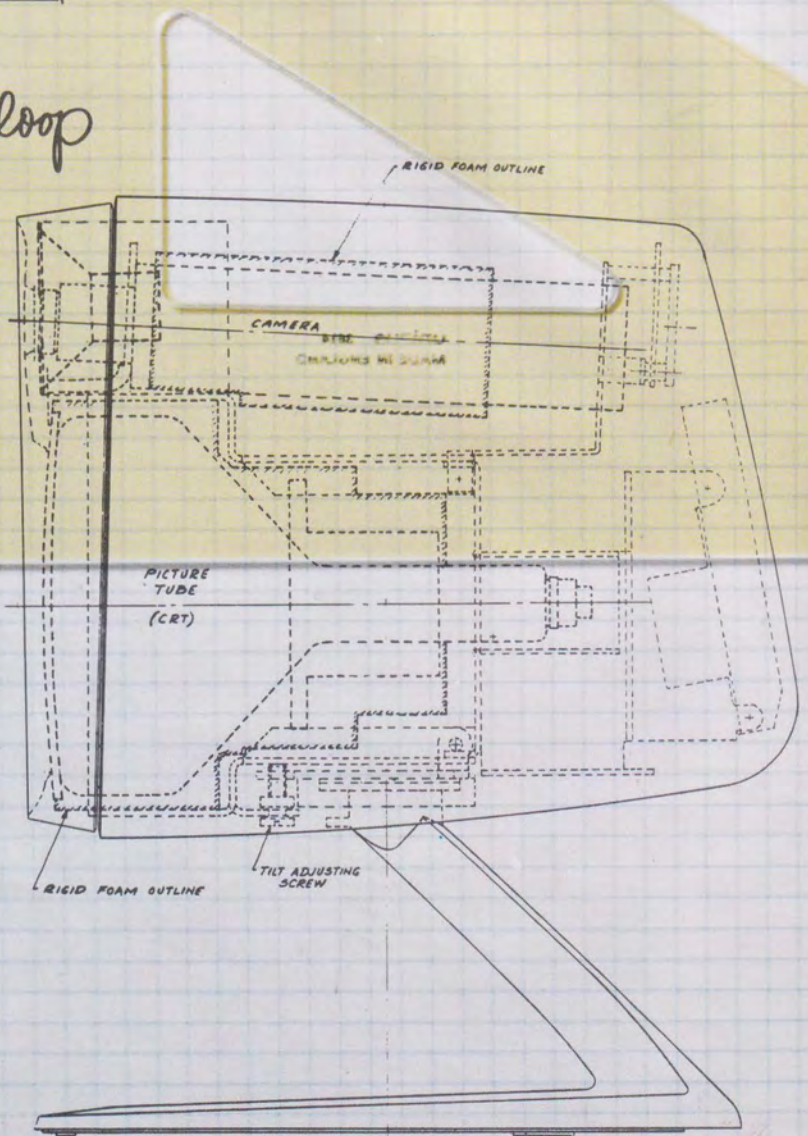 loop
RIGID FOAM OUTLINE
CAMERA
PICTURE
TUBE
(CRT)
RIGID FOAM OUTLINE
TILT ADJUSTING
SCREW